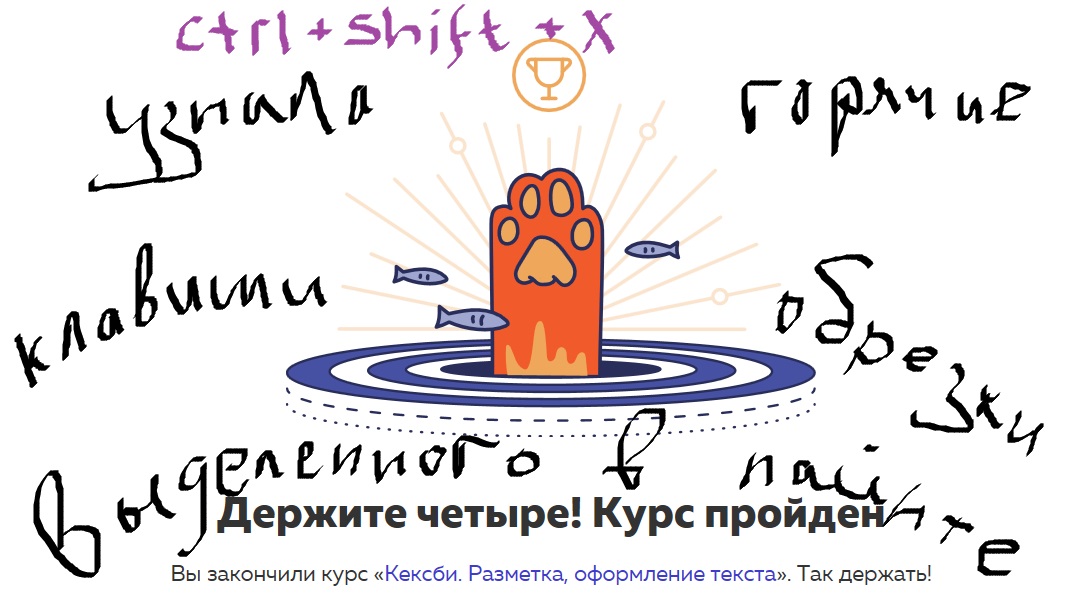 ctrl + shift + X
узнала горячие
клавиши обрезки
выделенного в пайнте
Держите четыре! Курс пройден
Вы закончили курс «Кексби. Разметка, оформление текста». Так держать!